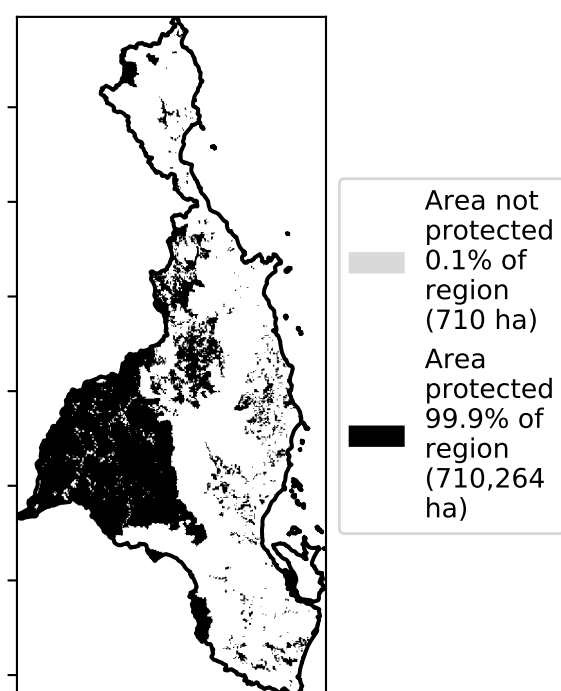 Area not
protected
0.1% of
region
(710 ha)
Area
protected
99.9% of
region
(710,264
ha)